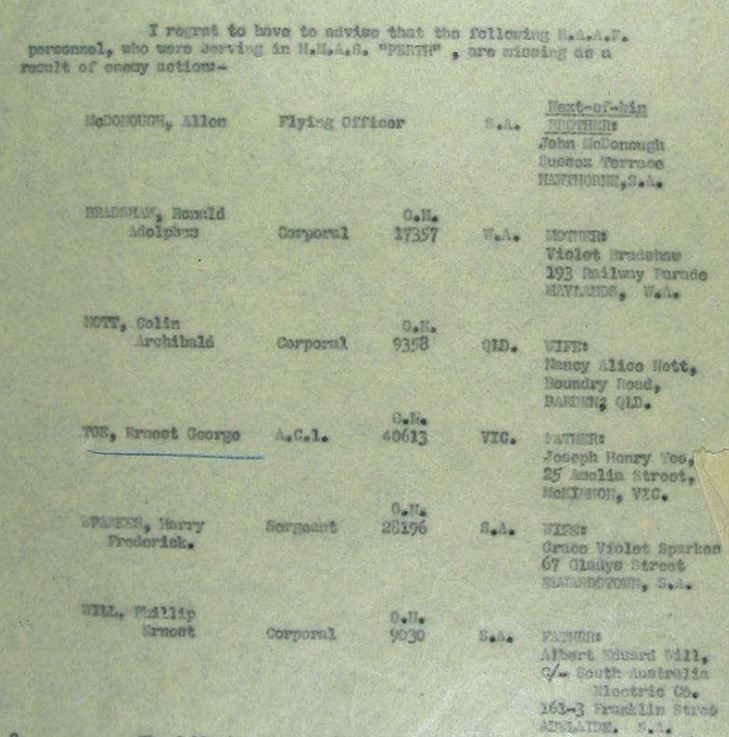 I regret to have to advise that the following R.A.A.F.
personnel, who were serving in H.M.A.S. "PERTH" , are missing as a
result of enemy action:-
Next-of-kin
McDONOUGH, Allen Flying Officer S.A. BROTHER:
John McDonough
Sussex Terrace
HAWTHORNE, S.A.
BRADSHAW, Ronald O.N.
Adolphus Corporal 17357 W.A. MOTHER:
Violet Bradshaw
193 Railway Parade
MAYLANDS, W.A.
NOTT, Colin O.N.
Archibald Corporal 9358 QLD. WIFE:
Nancy Alice Nott,
Boundry Road,
BARDEN, QLD.
O.N.
TOE, Ernest George A.C.1. 40613 VIC. FATHER:
Joseph Henry Toe,
25 Amelia Street,
McKINNON, VIC.
O.N.
SPARKES, Harry Sergeant 28196 S.A. WIFE:
Frederick.
Grace Violet Sparkes
67 Gladys Street
EDWARDSTOWN, S.A.
WILL, Phillip O.N.
Ernest Corporal 9030 S.A. FATHER:
Albert Edward Will,
C/- South Australia
Electric Co.
161-3 Franklin Stree
ADELAIDE. S.A.